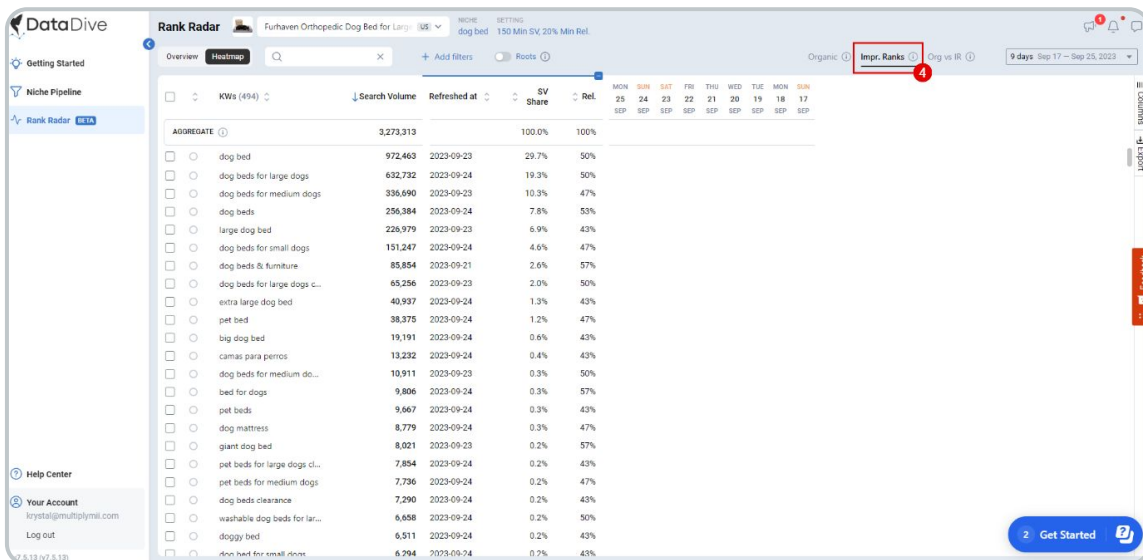 DataDive
Getting Started
Niche Pipeline
Rank Radar BETA
Help Center
Your Account
krystal@multiplymii.com
Log out
v7.5.13 (v7.5.13)
Rank Radar Furhaven Orthopedic Dog Bed for Large US
NICHE SETTING
dog bed 150 Min SV, 20% Min Rel.
Overview Heatmap + Add filters Roots Organic Impr. Ranks Org vs IR 9 days Sep 17 – Sep 25, 2023
4
KWs (494) Search Volume Refreshed at SV Share Rel.
MON SUN SAT FRI THU WED TUE MON SUN
25 24 23 22 21 20 19 18 17
SEP SEP SEP SEP SEP SEP SEP SEP SEP
AGGREGATE 3,273,313 100.0% 100%
dog bed 972,463 2023-09-23 29.7% 50%
dog beds for large dogs 632,732 2023-09-24 19.3% 50%
dog beds for medium dogs 336,690 2023-09-23 10.3% 47%
dog beds 256,384 2023-09-24 7.8% 53%
large dog bed 226,979 2023-09-23 6.9% 43%
dog beds for small dogs 151,247 2023-09-24 4.6% 47%
dog beds & furniture 85,854 2023-09-21 2.6% 57%
dog beds for large dogs c... 65,256 2023-09-23 2.0% 50%
extra large dog bed 40,937 2023-09-24 1.3% 43%
pet bed 38,375 2023-09-24 1.2% 47%
big dog bed 19,191 2023-09-24 0.6% 43%
camas para perros 13,232 2023-09-24 0.4% 43%
dog beds for medium do... 10,911 2023-09-23 0.3% 50%
bed for dogs 9,806 2023-09-24 0.3% 57%
pet beds 9,667 2023-09-24 0.3% 43%
dog mattress 8,779 2023-09-24 0.3% 47%
giant dog bed 8,021 2023-09-23 0.2% 57%
pet beds for large dogs cl... 7,854 2023-09-24 0.2% 43%
pet beds for medium dogs 7,736 2023-09-24 0.2% 47%
dog beds clearance 7,290 2023-09-24 0.2% 43%
washable dog beds for lar... 6,658 2023-09-24 0.2% 50%
doggy bed 6,511 2023-09-24 0.2% 43%
dog bed for small dogs 6,294 2023-09-24 0.2% 43%
Columns
Export
2 Get Started